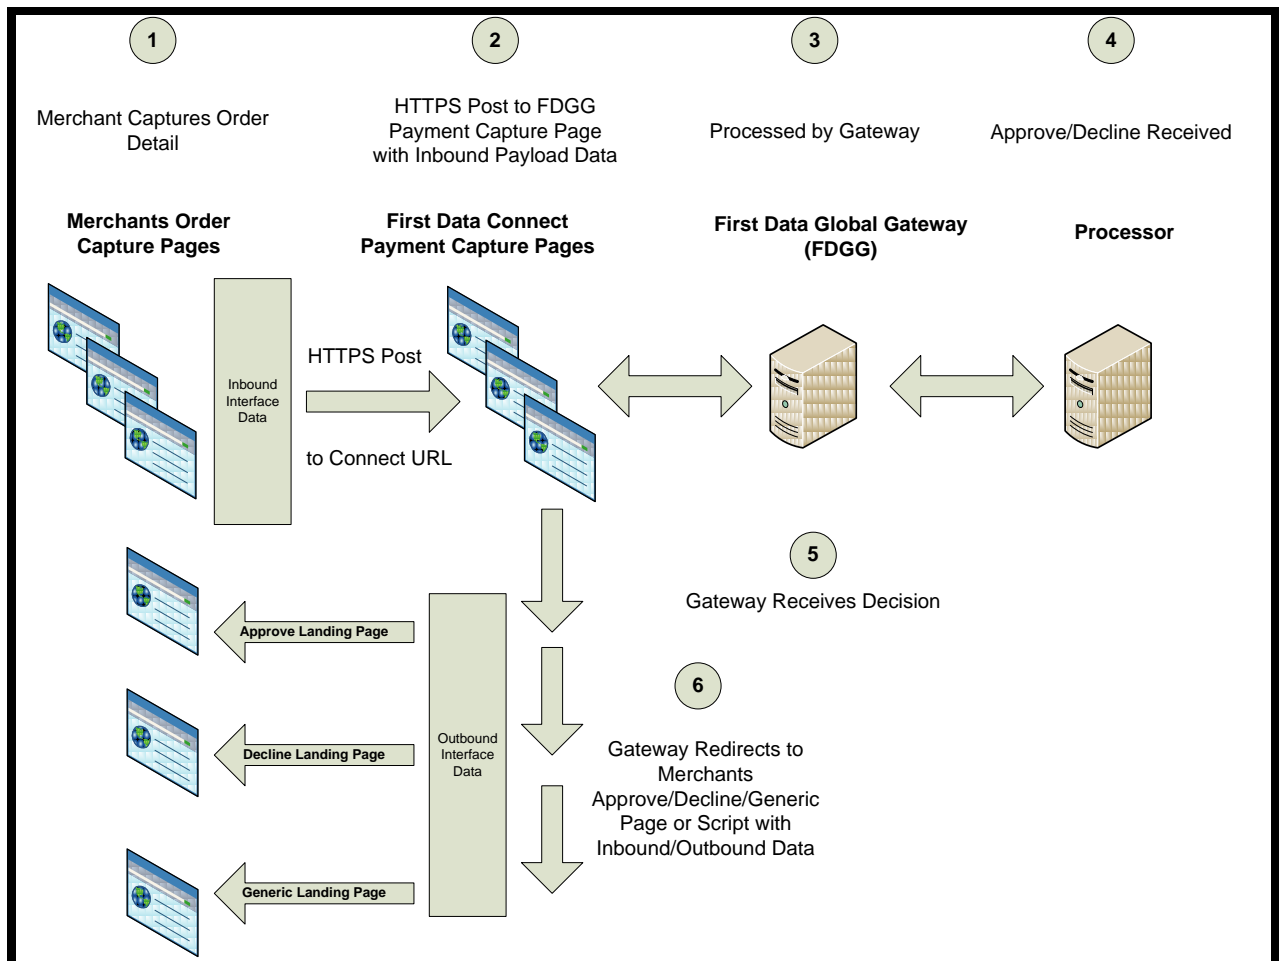 1
2
3
4
Merchant Captures Order
Detail
HTTPS Post to FDGG
Payment Capture Page
with Inbound Payload Data
Processed by Gateway
Approve/Decline Received
Merchants Order
Capture Pages
First Data Connect
Payment Capture Pages
First Data Global Gateway
(FDGG)
Processor
Inbound
Interface
Data
HTTPS Post
to Connect URL
5
Gateway Receives Decision
Approve Landing Page
Decline Landing Page
Generic Landing Page
Outbound
Interface
Data
6
Gateway Redirects to
Merchants
Approve/Decline/Generic
Page or Script with
Inbound/Outbound Data